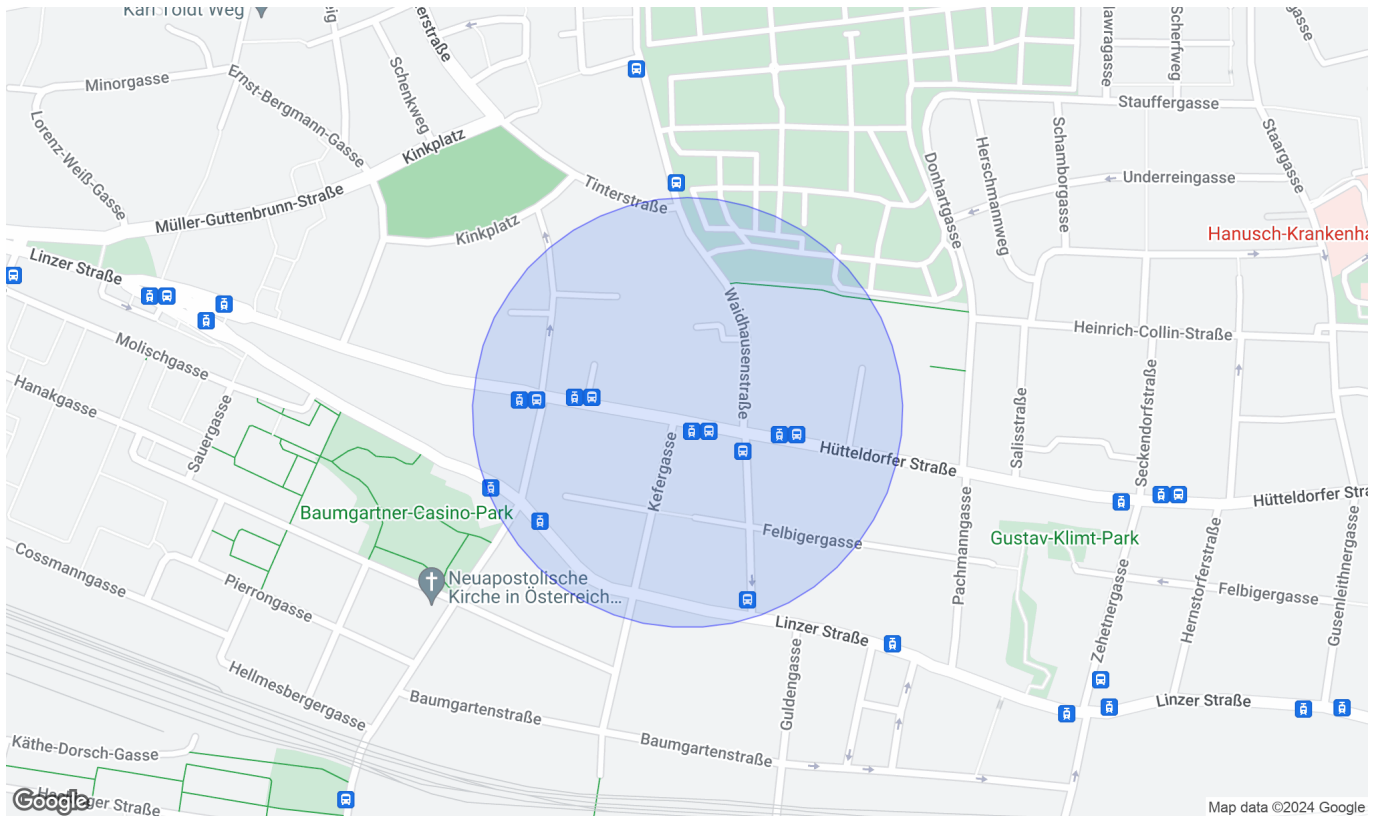 Karl Toldt Weg
Minorgasse
Ernst-Bergmann-Gasse
Schenkweg
Lorenz-Weiß-Gasse
Kinkplatz
Müller-Guttenbrunn-Straße
Kinkplatz
Tinterstraße
Scherfweg
Stauffergasse
Staargasse
Schamborgasse
Herschmannweg
Donhartgasse
Underreingasse
Hanusch-Krankenha
Linzer Straße
Molischgasse
Hanakgasse
Sauergasse
Waidhausenstraße
Heinrich-Collin-Straße
Salisstraße
Seckendorfstraße
Hütteldorfer Straße
Hütteldorfer Stra
Kefergasse
Baumgartner-Casino-Park
Felbigergasse
Pachmanngasse
Gustav-Klimt-Park
Gusenleithnergasse
Cossmanngasse
Pierrongasse
Neuapostolische
Kirche in Österreich...
Felbigergasse
Hernstorferstraße
Zehetnergasse
Linzer Straße
Guldengasse
Hellmesbergergasse
Baumgartenstraße
Baumgartenstraße
Linzer Straße
Käthe-Dorsch-Gasse
Google
Map data ©2024 Google